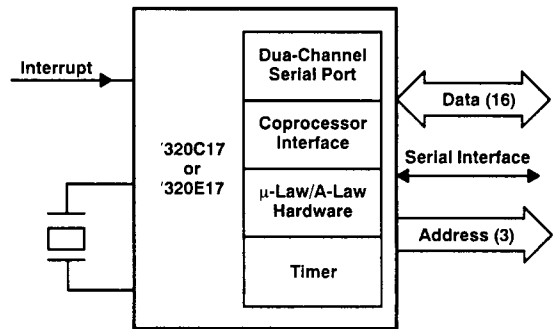 Interrupt
'320C17
or
'320E17
Dua-Channel
Serial Port
Coprocessor
Interface
μ-Law/A-Law
Hardware
Timer
Data (16)
Serial Interface
Address (3)